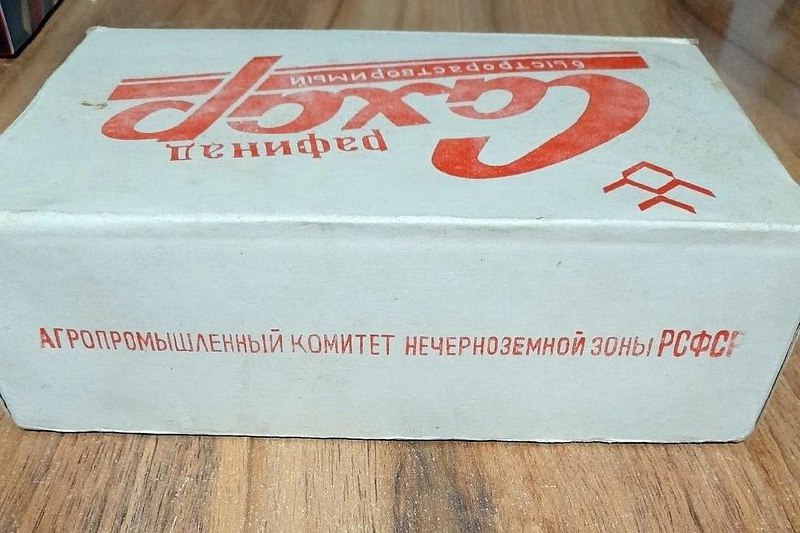 рафинад
Сахар
быстрорастворимый
АГРОПРОМЫШЛЕННЫЙ КОМИТЕТ НЕЧЕРНОЗЕМНОЙ ЗОНЫ РСФСР